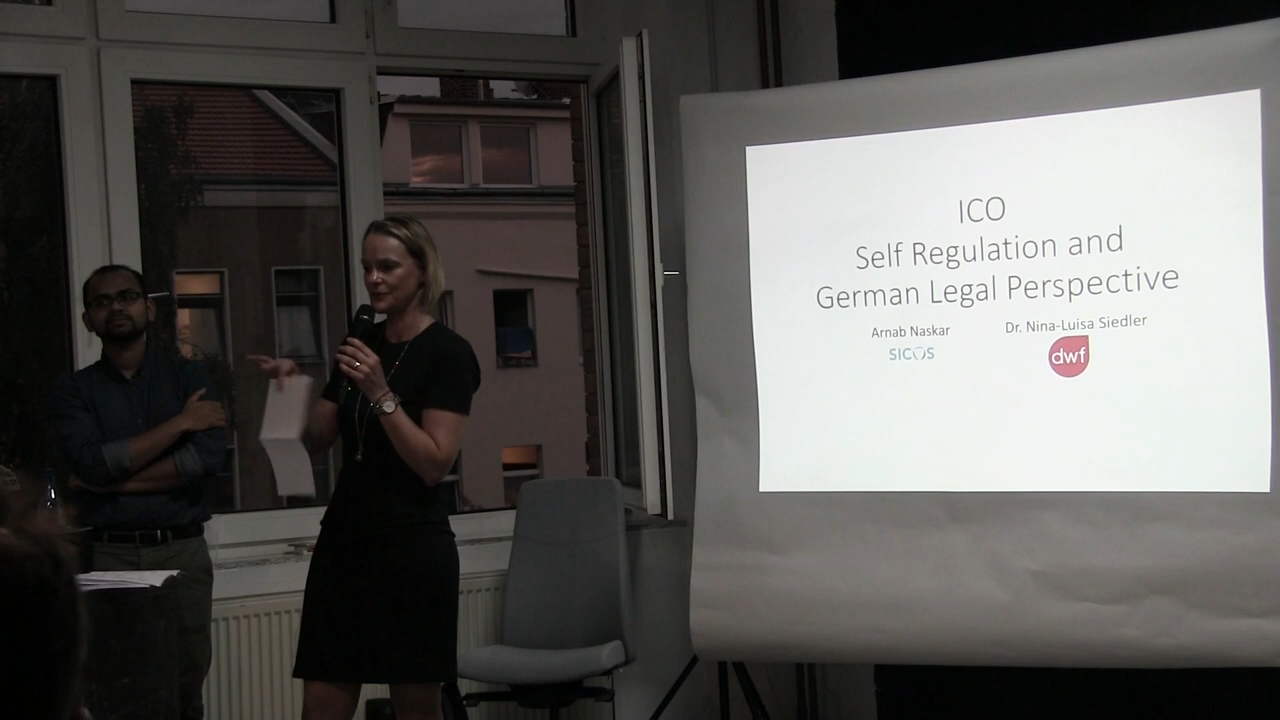 ICO
Self Regulation and
German Legal Perspective
Arnab Naskar
Dr. Nina-Luisa Siedler
SICOS
dwf